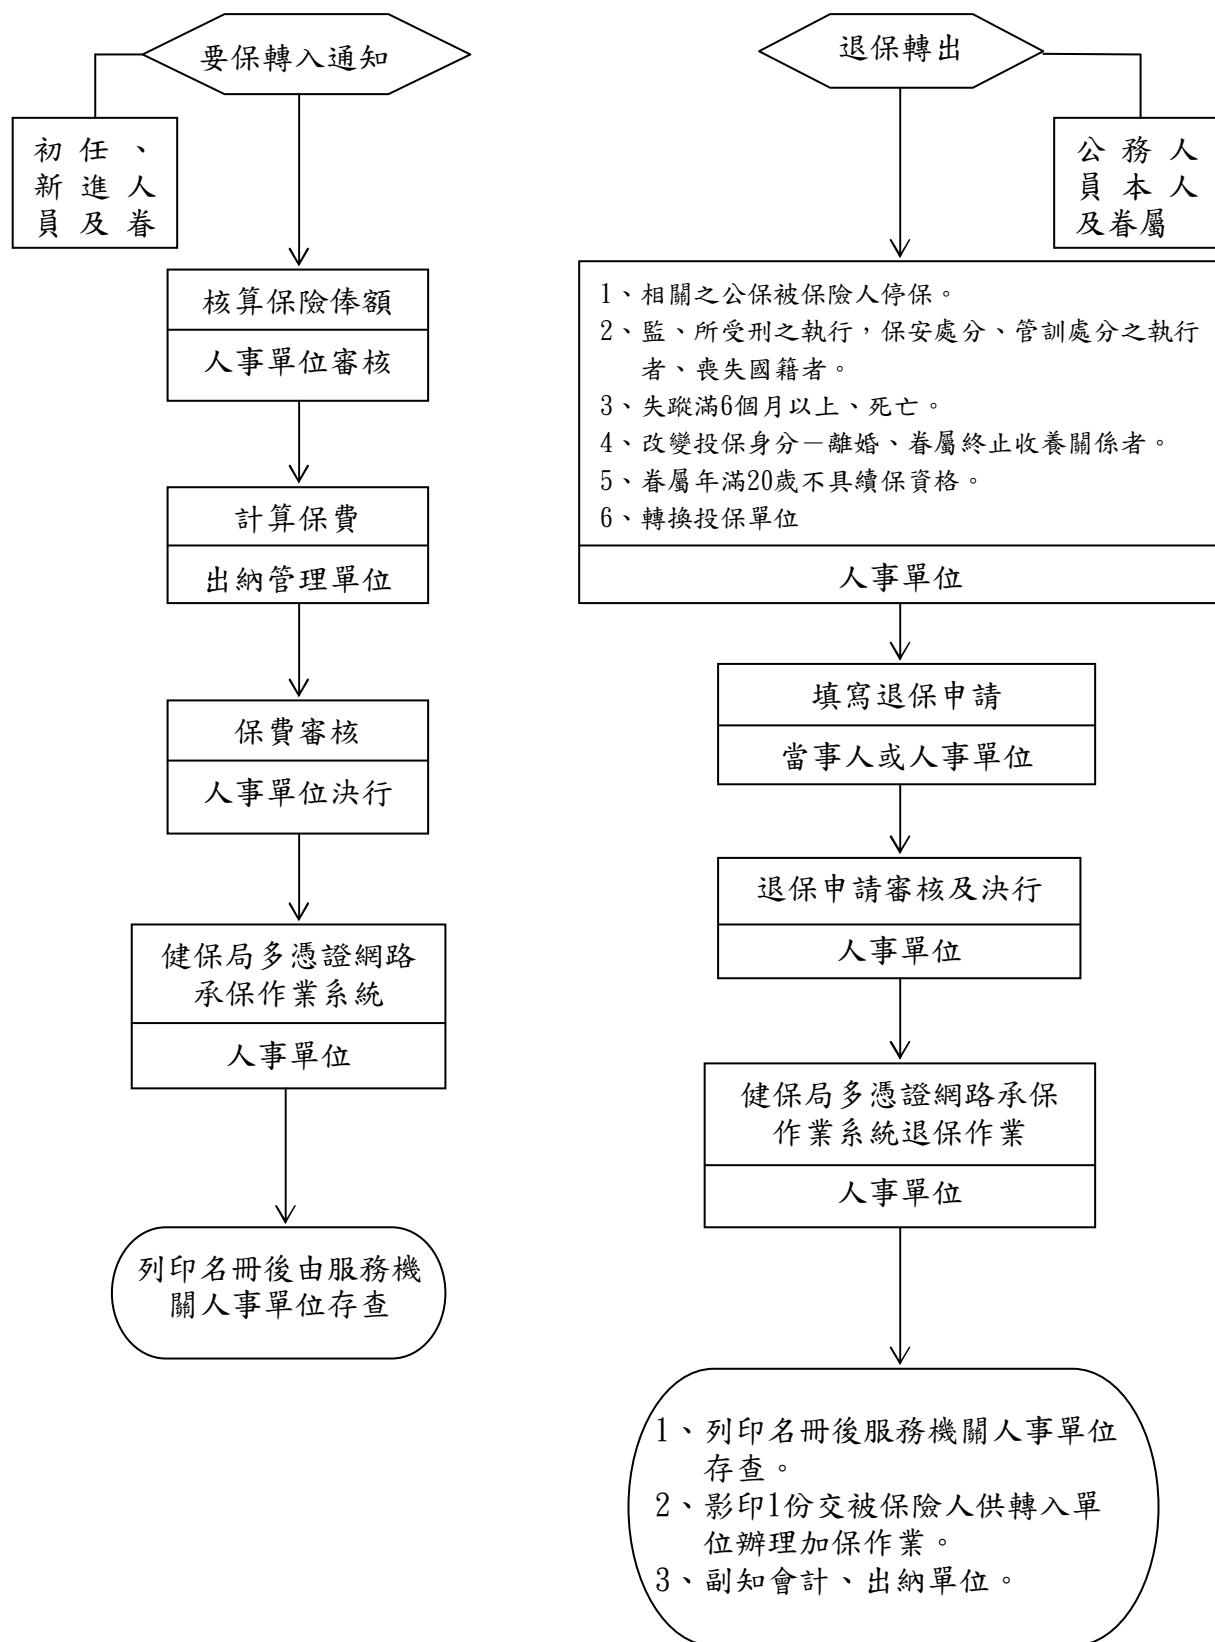 要保轉入通知
初任、
新進人
員及眷
核算保險俸額
人事單位審核
計算保費
出納管理單位
保費審核
人事單位決行
健保局多憑證網路
承保作業系統
人事單位
列印名冊後由服務機
關人事單位存查
退保轉出
公務人
員本人
及眷屬
1、相關之公保被保險人停保。
2、監、所受刑之執行，保安處分、管訓處分之執行
者、喪失國籍者。
3、失蹤滿6個月以上、死亡。
4、改變投保身分－離婚、眷屬終止收養關係者。
5、眷屬年滿20歲不具續保資格。
6、轉換投保單位
人事單位
填寫退保申請
當事人或人事單位
退保申請審核及決行
人事單位
健保局多憑證網路承保
作業系統退保作業
人事單位
1、列印名冊後服務機關人事單位
存查。
2、影印1份交被保險人供轉入單
位辦理加保作業。
3、副知會計、出納單位。